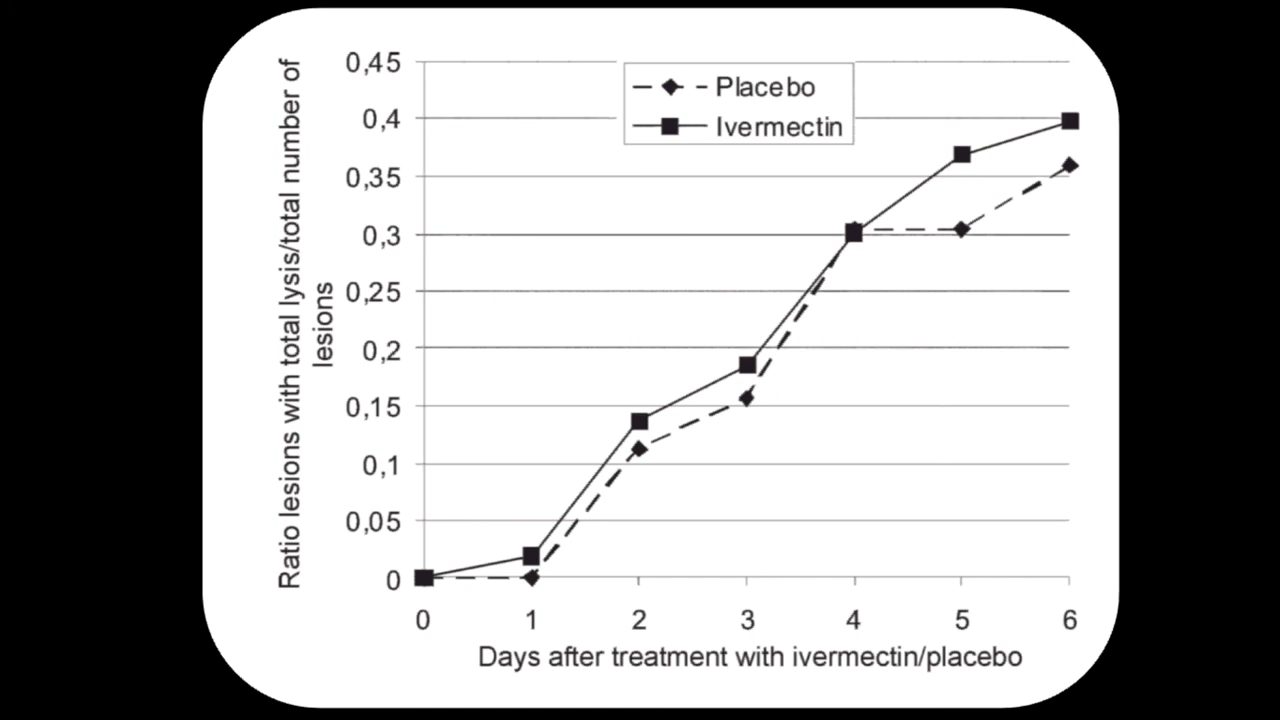 Ratio lesions with total lysis/total number of
lesions
0,45
0,4
0,35
0,3
0,25
0,2
0,15
0,1
0,05
0
Placebo
Ivermectin
0 1 2 3 4 5 6
Days after treatment with ivermectin/placebo